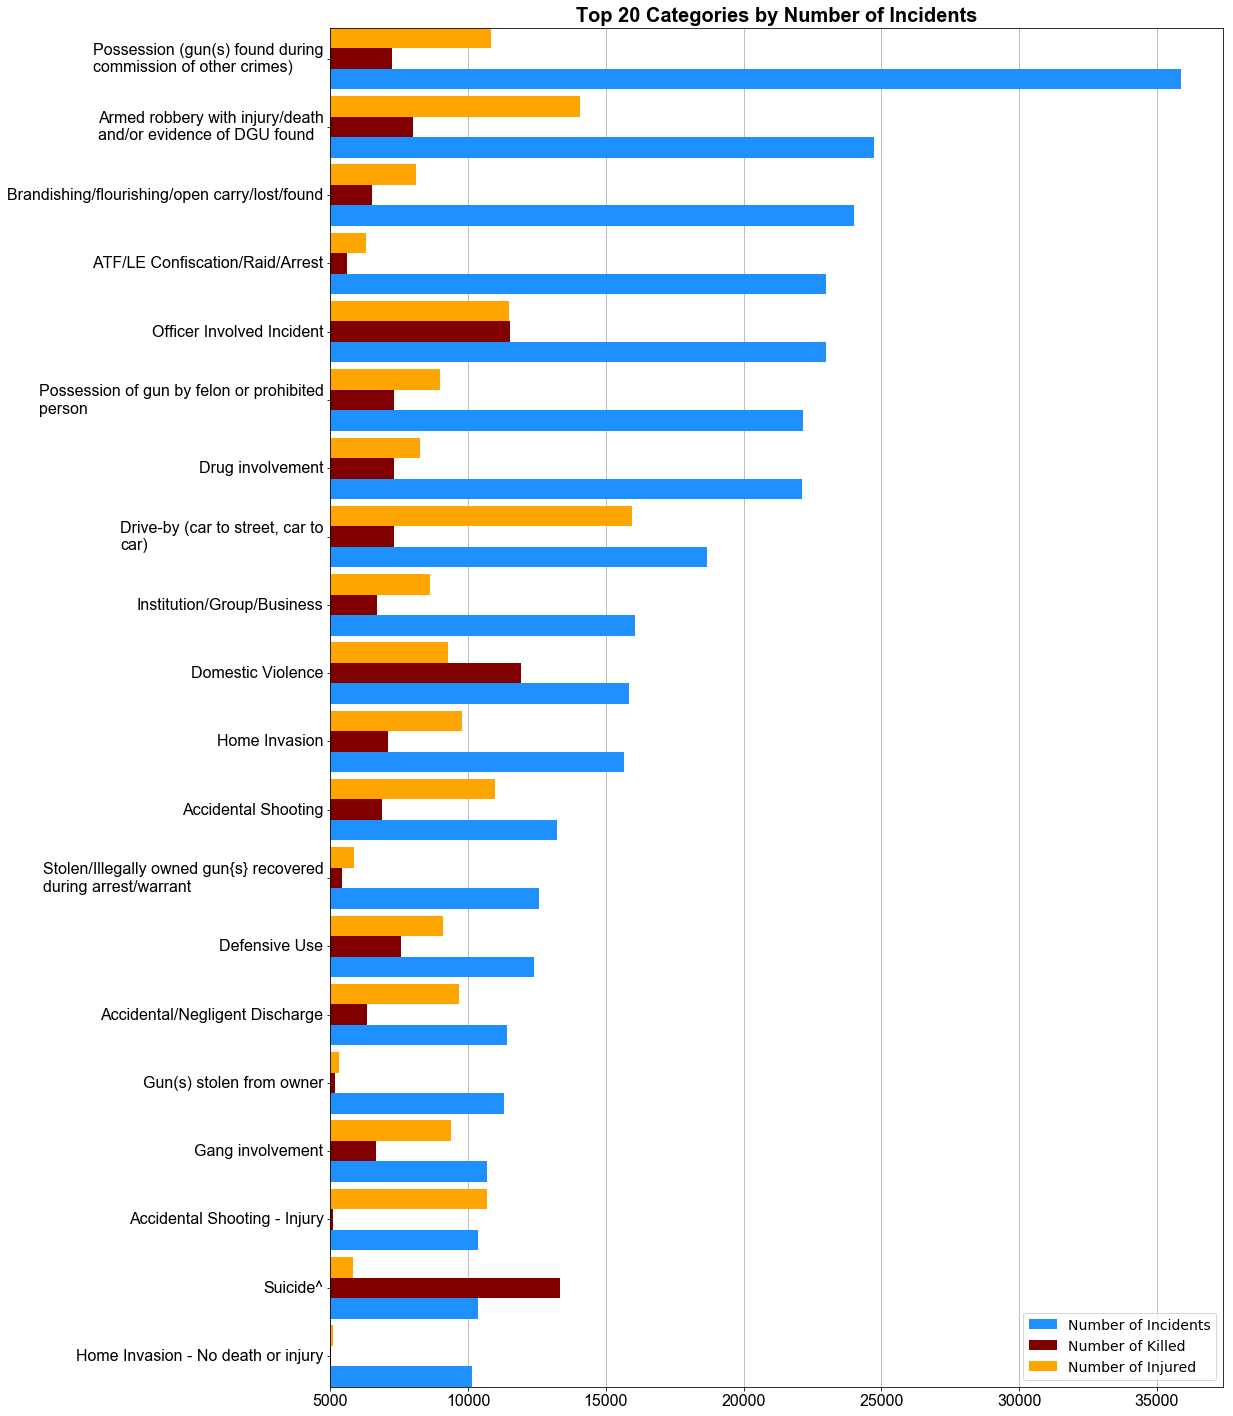 Top 20 Categories by Number of Incidents
Possession (gun(s) found during
commission of other crimes)
Armed robbery with injury/death
and/or evidence of DGU found
Brandishing/flourishing/open carry/lost/found
ATF/LE Confiscation/Raid/Arrest
Officer Involved Incident
Possession of gun by felon or prohibited
person
Drug involvement
Drive-by (car to street, car to
car)
Institution/Group/Business
Domestic Violence
Home Invasion
Accidental Shooting
Stolen/Illegally owned gun{s} recovered
during arrest/warrant
Defensive Use
Accidental/Negligent Discharge
Gun(s) stolen from owner
Gang involvement
Accidental Shooting - Injury
Suicide^
Home Invasion - No death or injury
Number of Incidents
Number of Killed
Number of Injured
5000 10000 15000 20000 25000 30000 35000